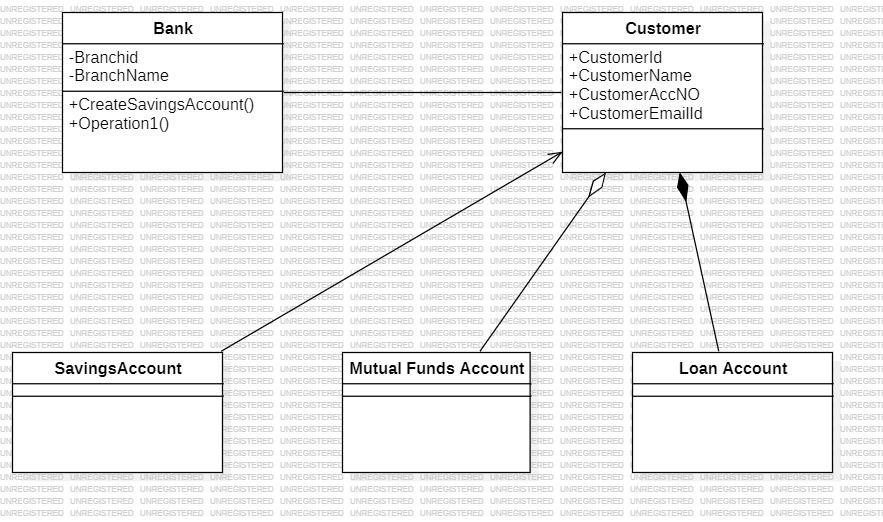 Bank
-Branchid
-BranchName
+CreateSavingsAccount()
+Operation1()
Customer
+CustomerId
+CustomerName
+CustomerAccNO
+CustomerEmailId
SavingsAccount
Mutual Funds Account
Loan Account
UNREGISTERED